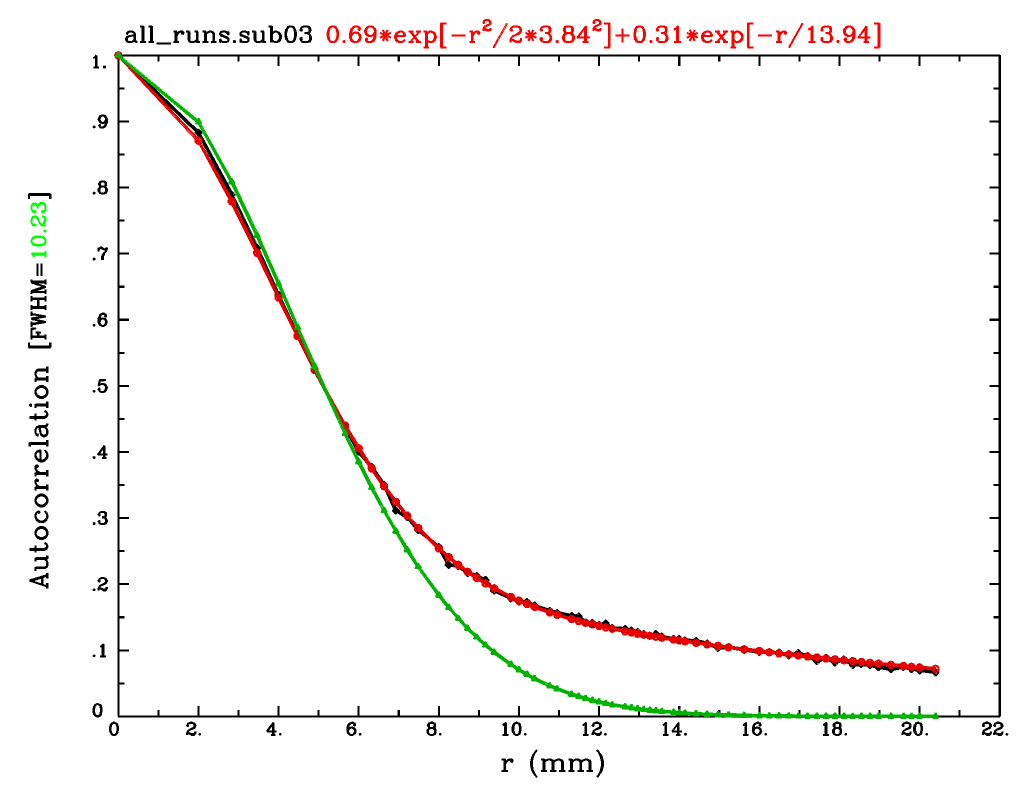 all_runs.sub03 0.69*exp[-r²/2*3.84²]+0.31*exp[-r/13.94]
1.
.9
.8
.7
.6
.5
.4
.3
.2
.1
0
Autocorrelation [FWHM=10.23]
0. 2. 4. 6. 8. 10. 12. 14. 16. 18. 20. 22.
r (mm)